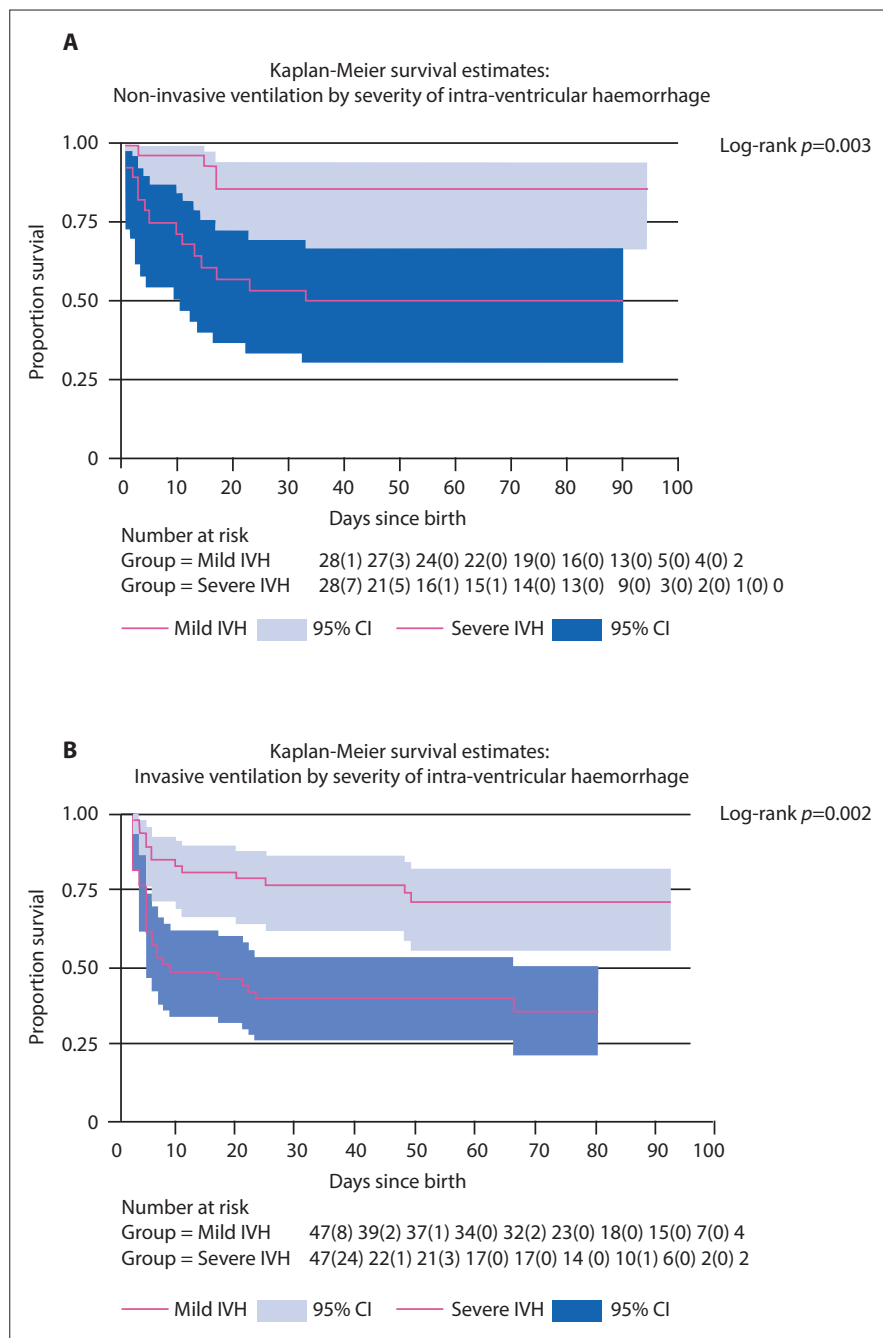 A
Kaplan-Meier survival estimates:
Non-invasive ventilation by severity of intra-ventricular haemorrhage
Log-rank p=0.003
1.00
0.75
0.50
0.25
0
Proportion survial
0 10 20 30 40 50 60 70 80 90 100
Days since birth
Number at risk
Group = Mild IVH 28(1) 27(3) 24(0) 22(0) 19(0) 16(0) 13(0) 5(0) 4(0) 2
Group = Severe IVH 28(7) 21(5) 16(1) 15(1) 14(0) 13(0) 9(0) 3(0) 2(0) 1(0) 0
Mild IVH 95% CI Severe IVH 95% CI
B
Kaplan-Meier survival estimates:
Invasive ventilation by severity of intra-ventricular haemorrhage
Log-rank p=0.002
1.00
0.75
0.50
0.25
0
Proportion survial
0 10 20 30 40 50 60 70 80 90 100
Days since birth
Number at risk
Group = Mild IVH 47(8) 39(2) 37(1) 34(0) 32(2) 23(0) 18(0) 15(0) 7(0) 4
Group = Severe IVH 47(24) 22(1) 21(3) 17(0) 17(0) 14 (0) 10(1) 6(0) 2(0) 2
Mild IVH 95% CI Severe IVH 95% CI